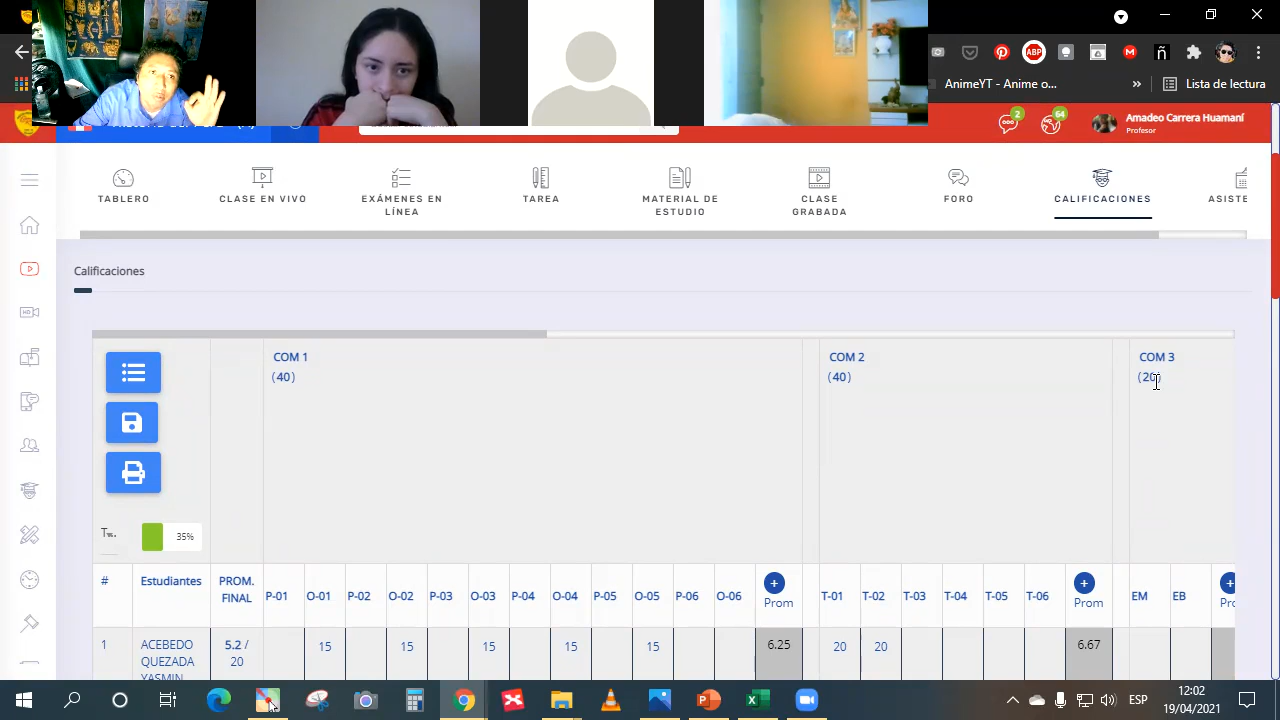 AnimeYT - Anime o...
»
Lista de lectura
ABP
M
ñ
2
64
Amadeo Carrera Huamaní
Profesor
TABLERO
CLASE EN VIVO
EXÁMENES EN
LÍNEA
TAREA
MATERIAL DE
ESTUDIO
CLASE
GRABADA
FORO
CALIFICACIONES
ASISTE
Calificaciones
COM 1
(40)
COM 2
(40)
COM 3
(20)
35%
# Estudiantes PROM.
FINAL
P-01 O-01 P-02 O-02 P-03 O-03 P-04 O-04 P-05 O-05 P-06 O-06 + Prom T-01 T-02 T-03 T-04 T-05 T-06 + Prom EM EB +
1 ACEBEDO 5.2 / 15 15 15 15 15 6.25 20 20 6.67
QUEZADA 20
YASMIN
ESP
12:02
19/04/2021